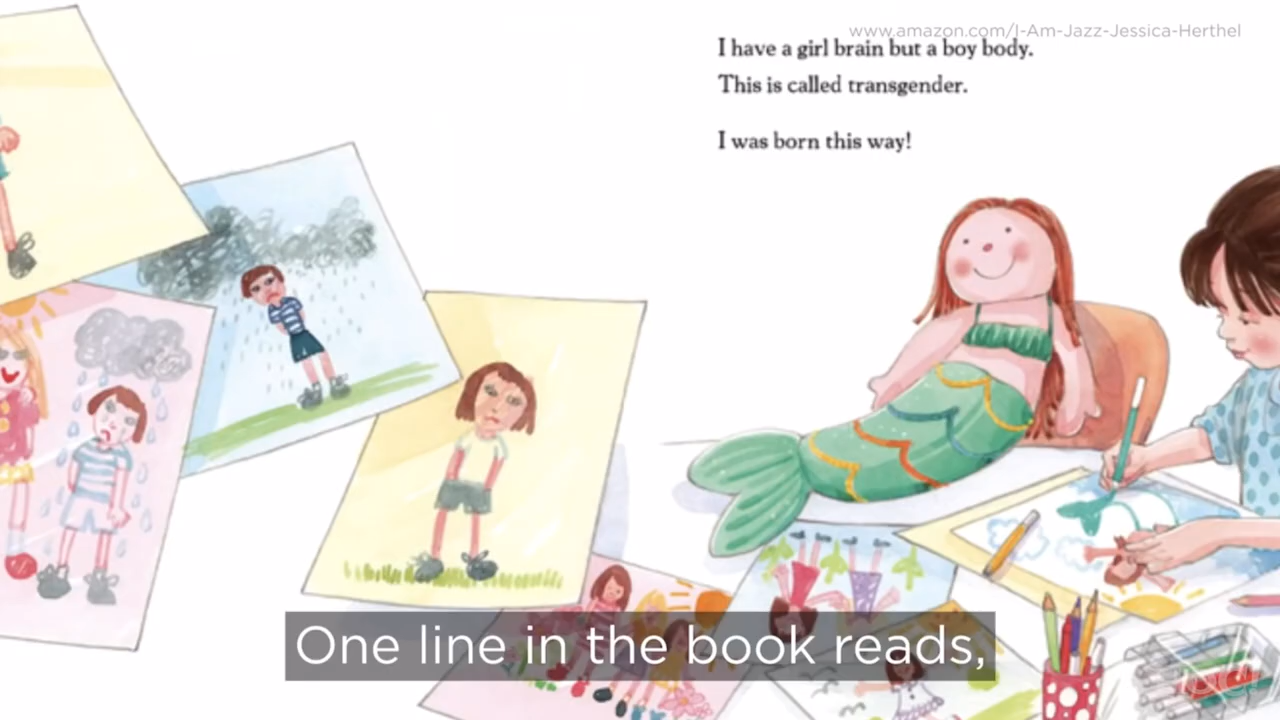 www.amazon.com/I-Am-Jazz-Jessica-Herthel
I have a girl brain but a boy body.
This is called transgender.
I was born this way!
One line in the book reads,